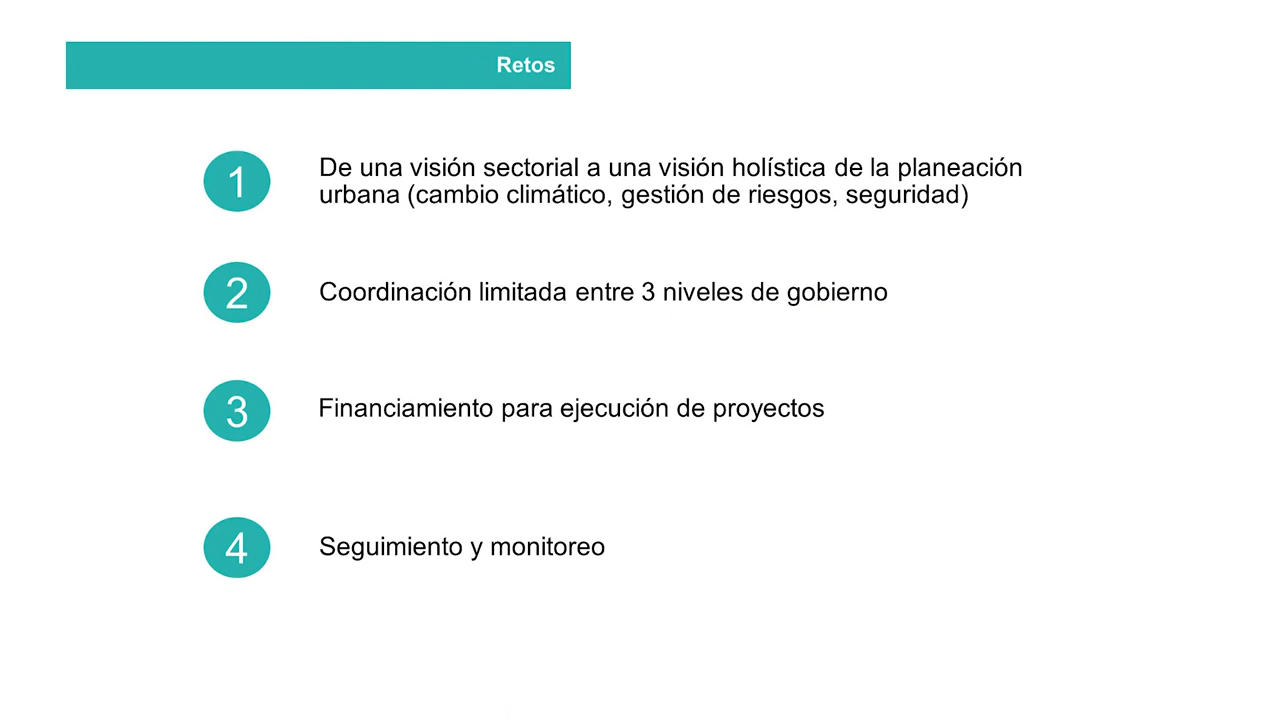 Retos
1
De una visión sectorial a una visión holística de la planeación
urbana (cambio climático, gestión de riesgos, seguridad)
2
Coordinación limitada entre 3 niveles de gobierno
3
Financiamiento para ejecución de proyectos
4
Seguimiento y monitoreo